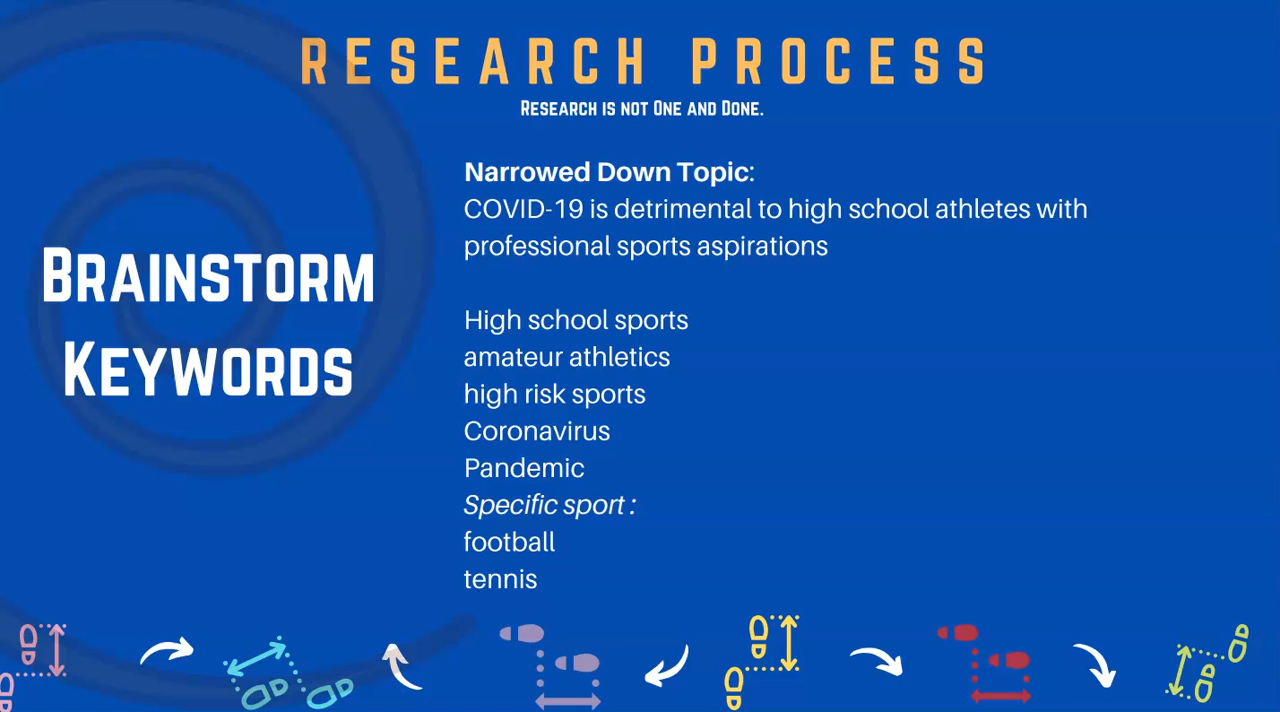 RESEARCH PROCESS
RESEARCH IS NOT ONE AND DONE.
BRAINSTORM
KEYWORDS
Narrowed Down Topic:
COVID-19 is detrimental to high school athletes with
professional sports aspirations
High school sports
amateur athletics
high risk sports
Coronavirus
Pandemic
Specific sport :
football
tennis